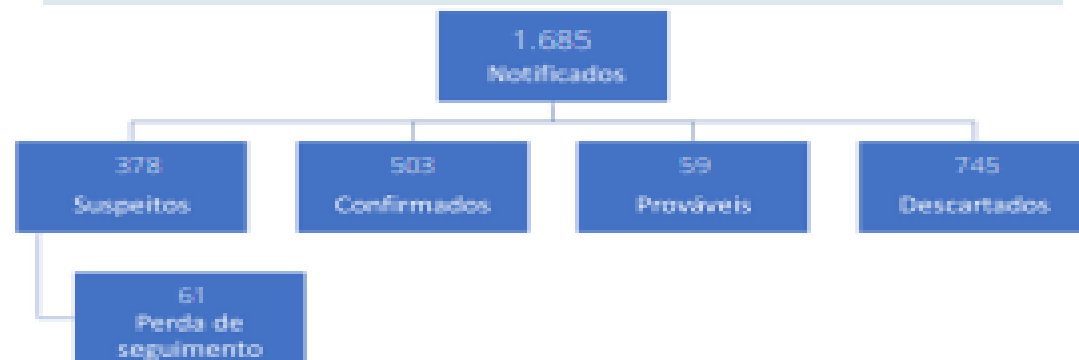 1.685
Notificados
378
Suspeitos
503
Confirmados
59
Prováveis
745
Descartados
61
Perda de
seguimento